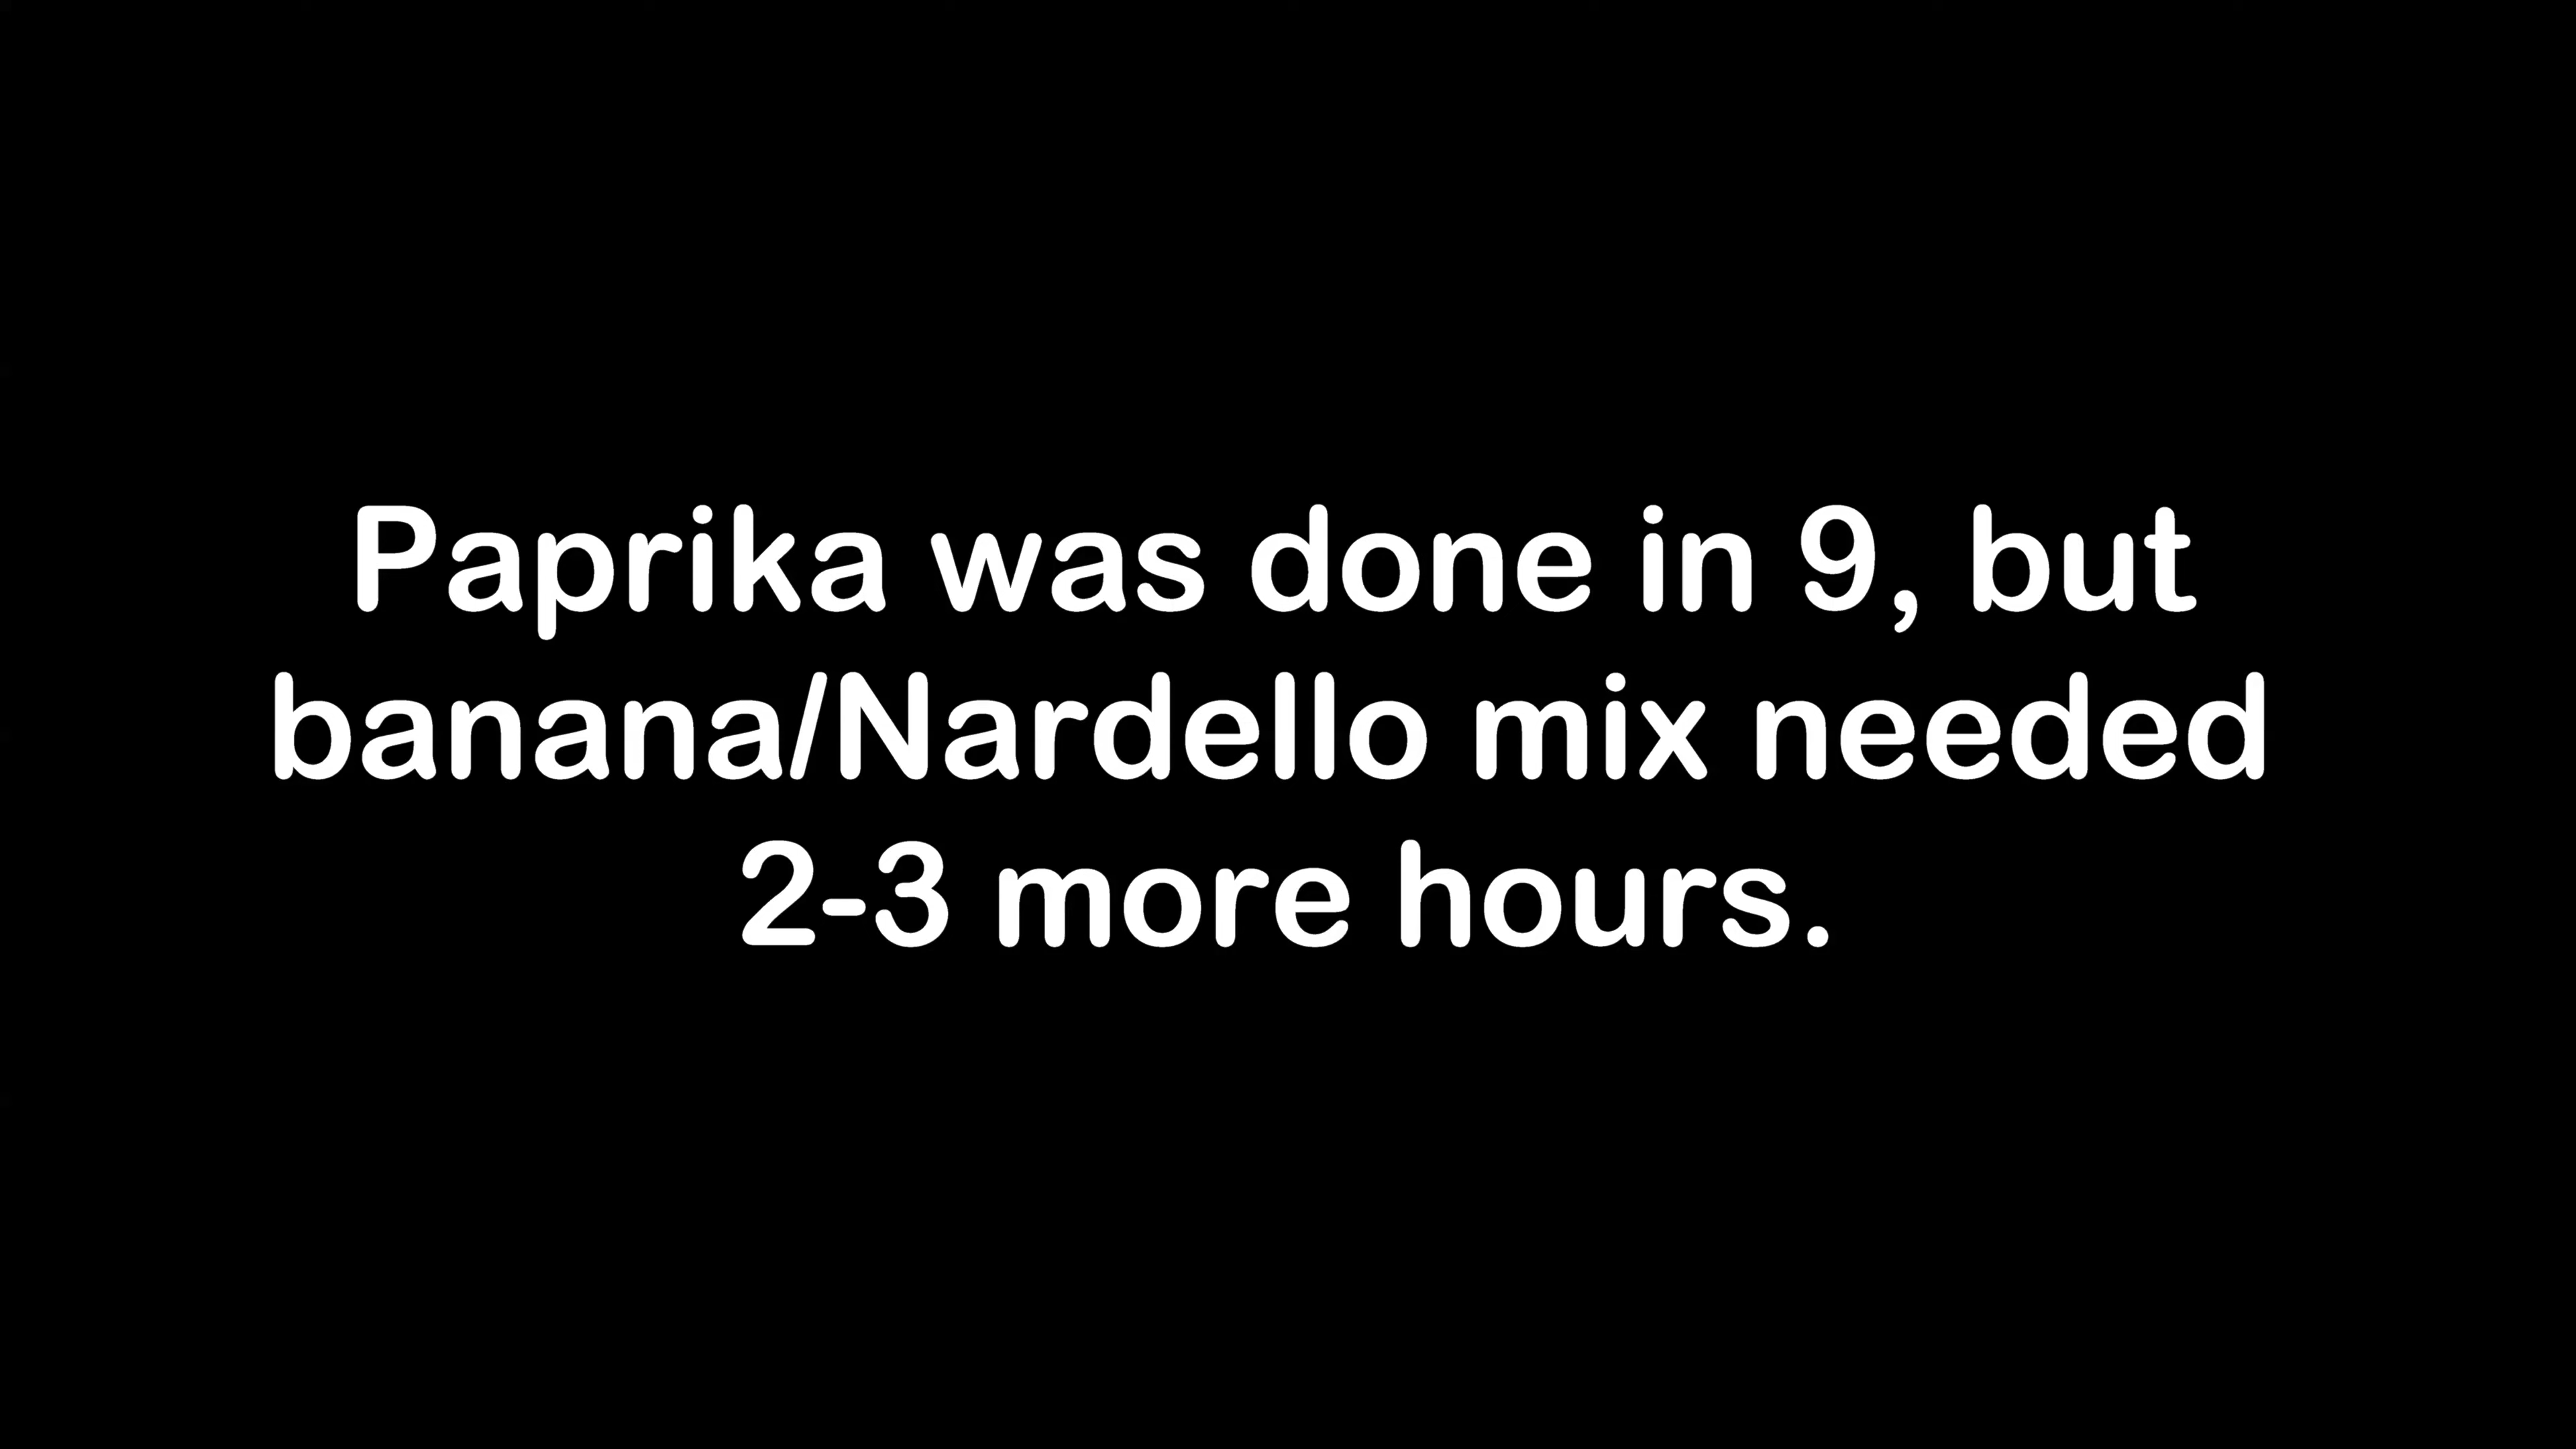 Paprika was done in 9, but
banana/Nardello mix needed
2-3 more hours.